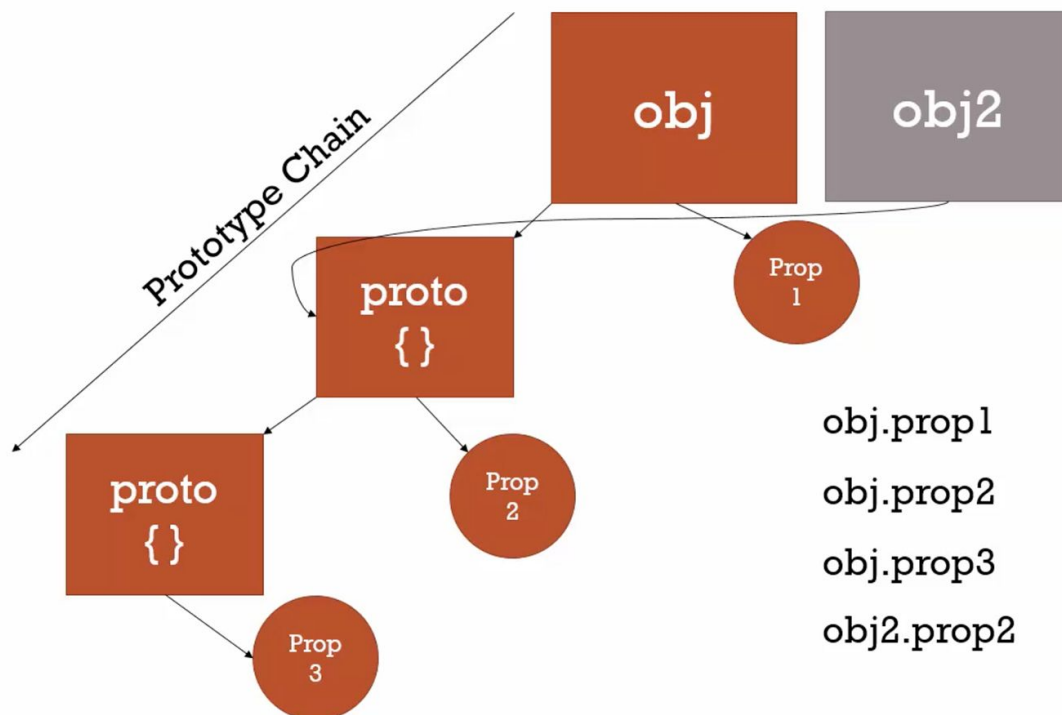 obj
obj2
Prototype Chain
Prop
1
proto
{ }
proto
{ }
Prop
2
Prop
3
obj.prop1
obj.prop2
obj.prop3
obj2.prop2